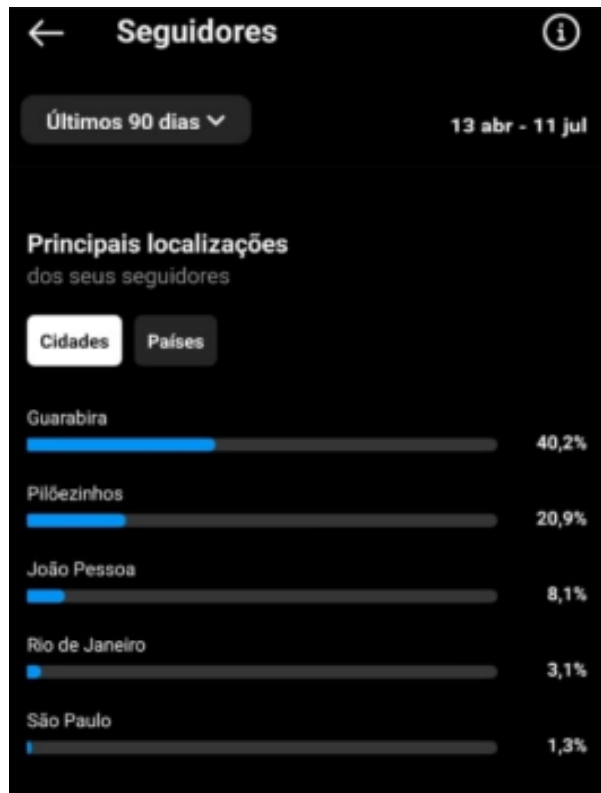 Seguidores
Últimos 90 dias
13 abr - 11 jul
Principais localizações
dos seus seguidores
Cidades Países
Guarabira
40,2%
Pilõezinhos
20,9%
João Pessoa
8,1%
Rio de Janeiro
3,1%
São Paulo
1,3%